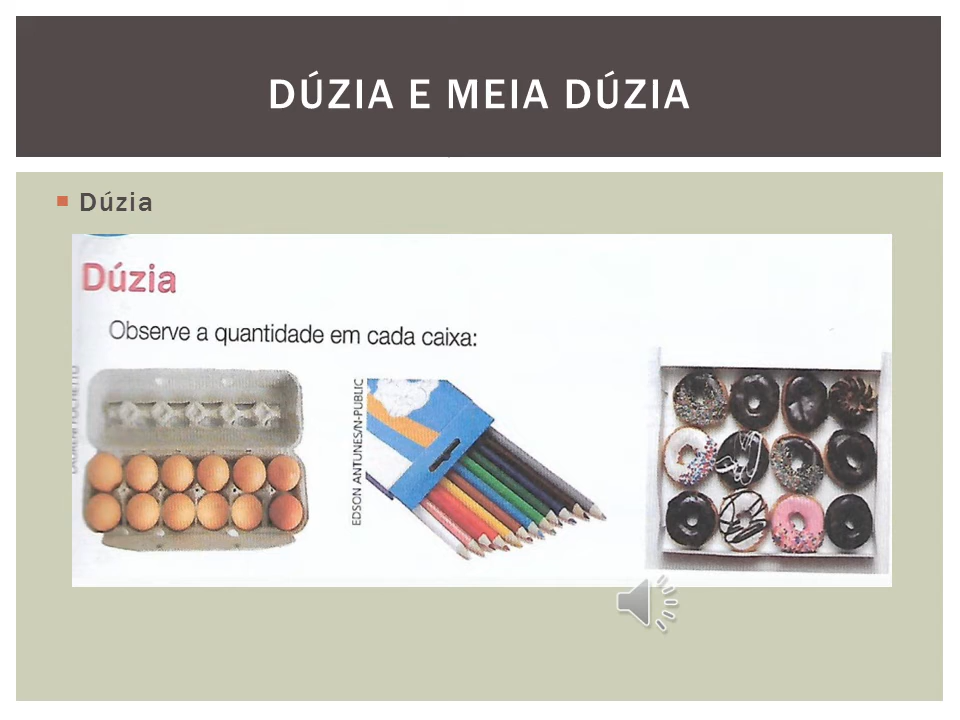 DÚZIA E MEIA DÚZIA
Dúzia
Dúzia
Observe a quantidade em cada caixa:
EDSON ANTUNES/N-PUBLIC